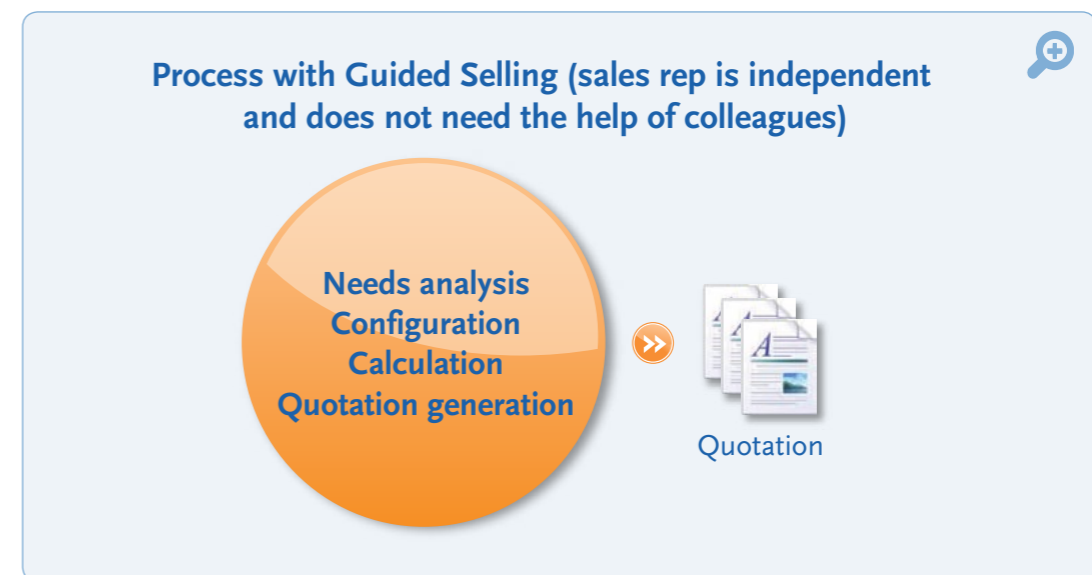 Process with Guided Selling (sales rep is independent
and does not need the help of colleagues)
Needs analysis
Configuration
Calculation
Quotation generation
A
A
A
Quotation